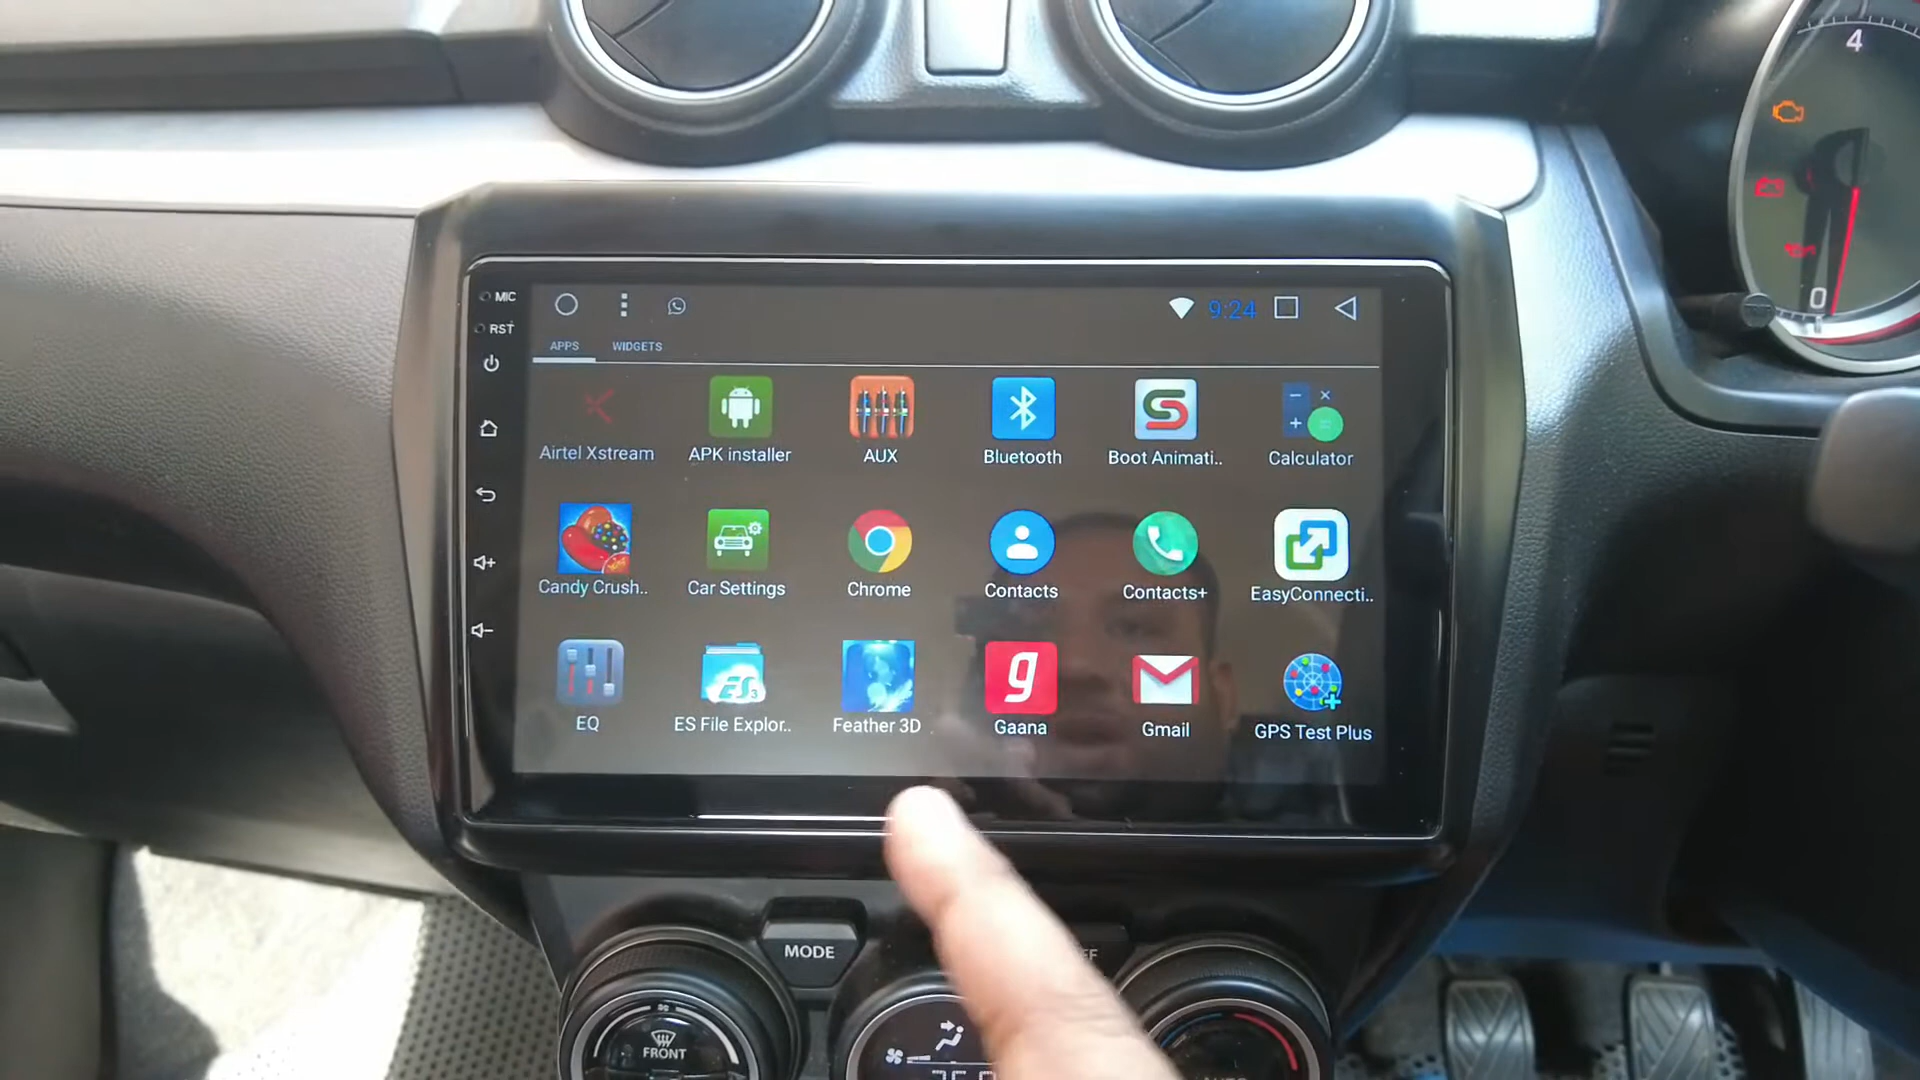 4
MIC
9:24
RST
APPS WIDGETS
0
Airtel Xstream APK installer AUX Bluetooth Boot Animati.. Calculator
Candy Crush.. Car Settings Chrome Contacts Contacts+ EasyConnecti..
ES3
g
EQ ES File Explor.. Feather 3D Gaana Gmail GPS Test Plus
MODE
FRONT